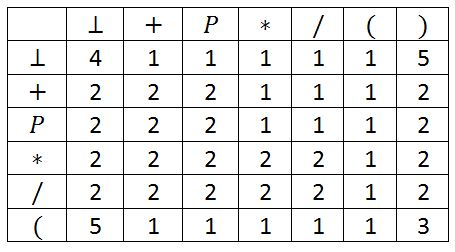 ⊥ + P * / ( )
⊥ 4 1 1 1 1 1 5
+ 2 2 2 1 1 1 2
P 2 2 2 1 1 1 2
* 2 2 2 2 2 1 2
/ 2 2 2 2 2 1 2
( 5 1 1 1 1 1 3